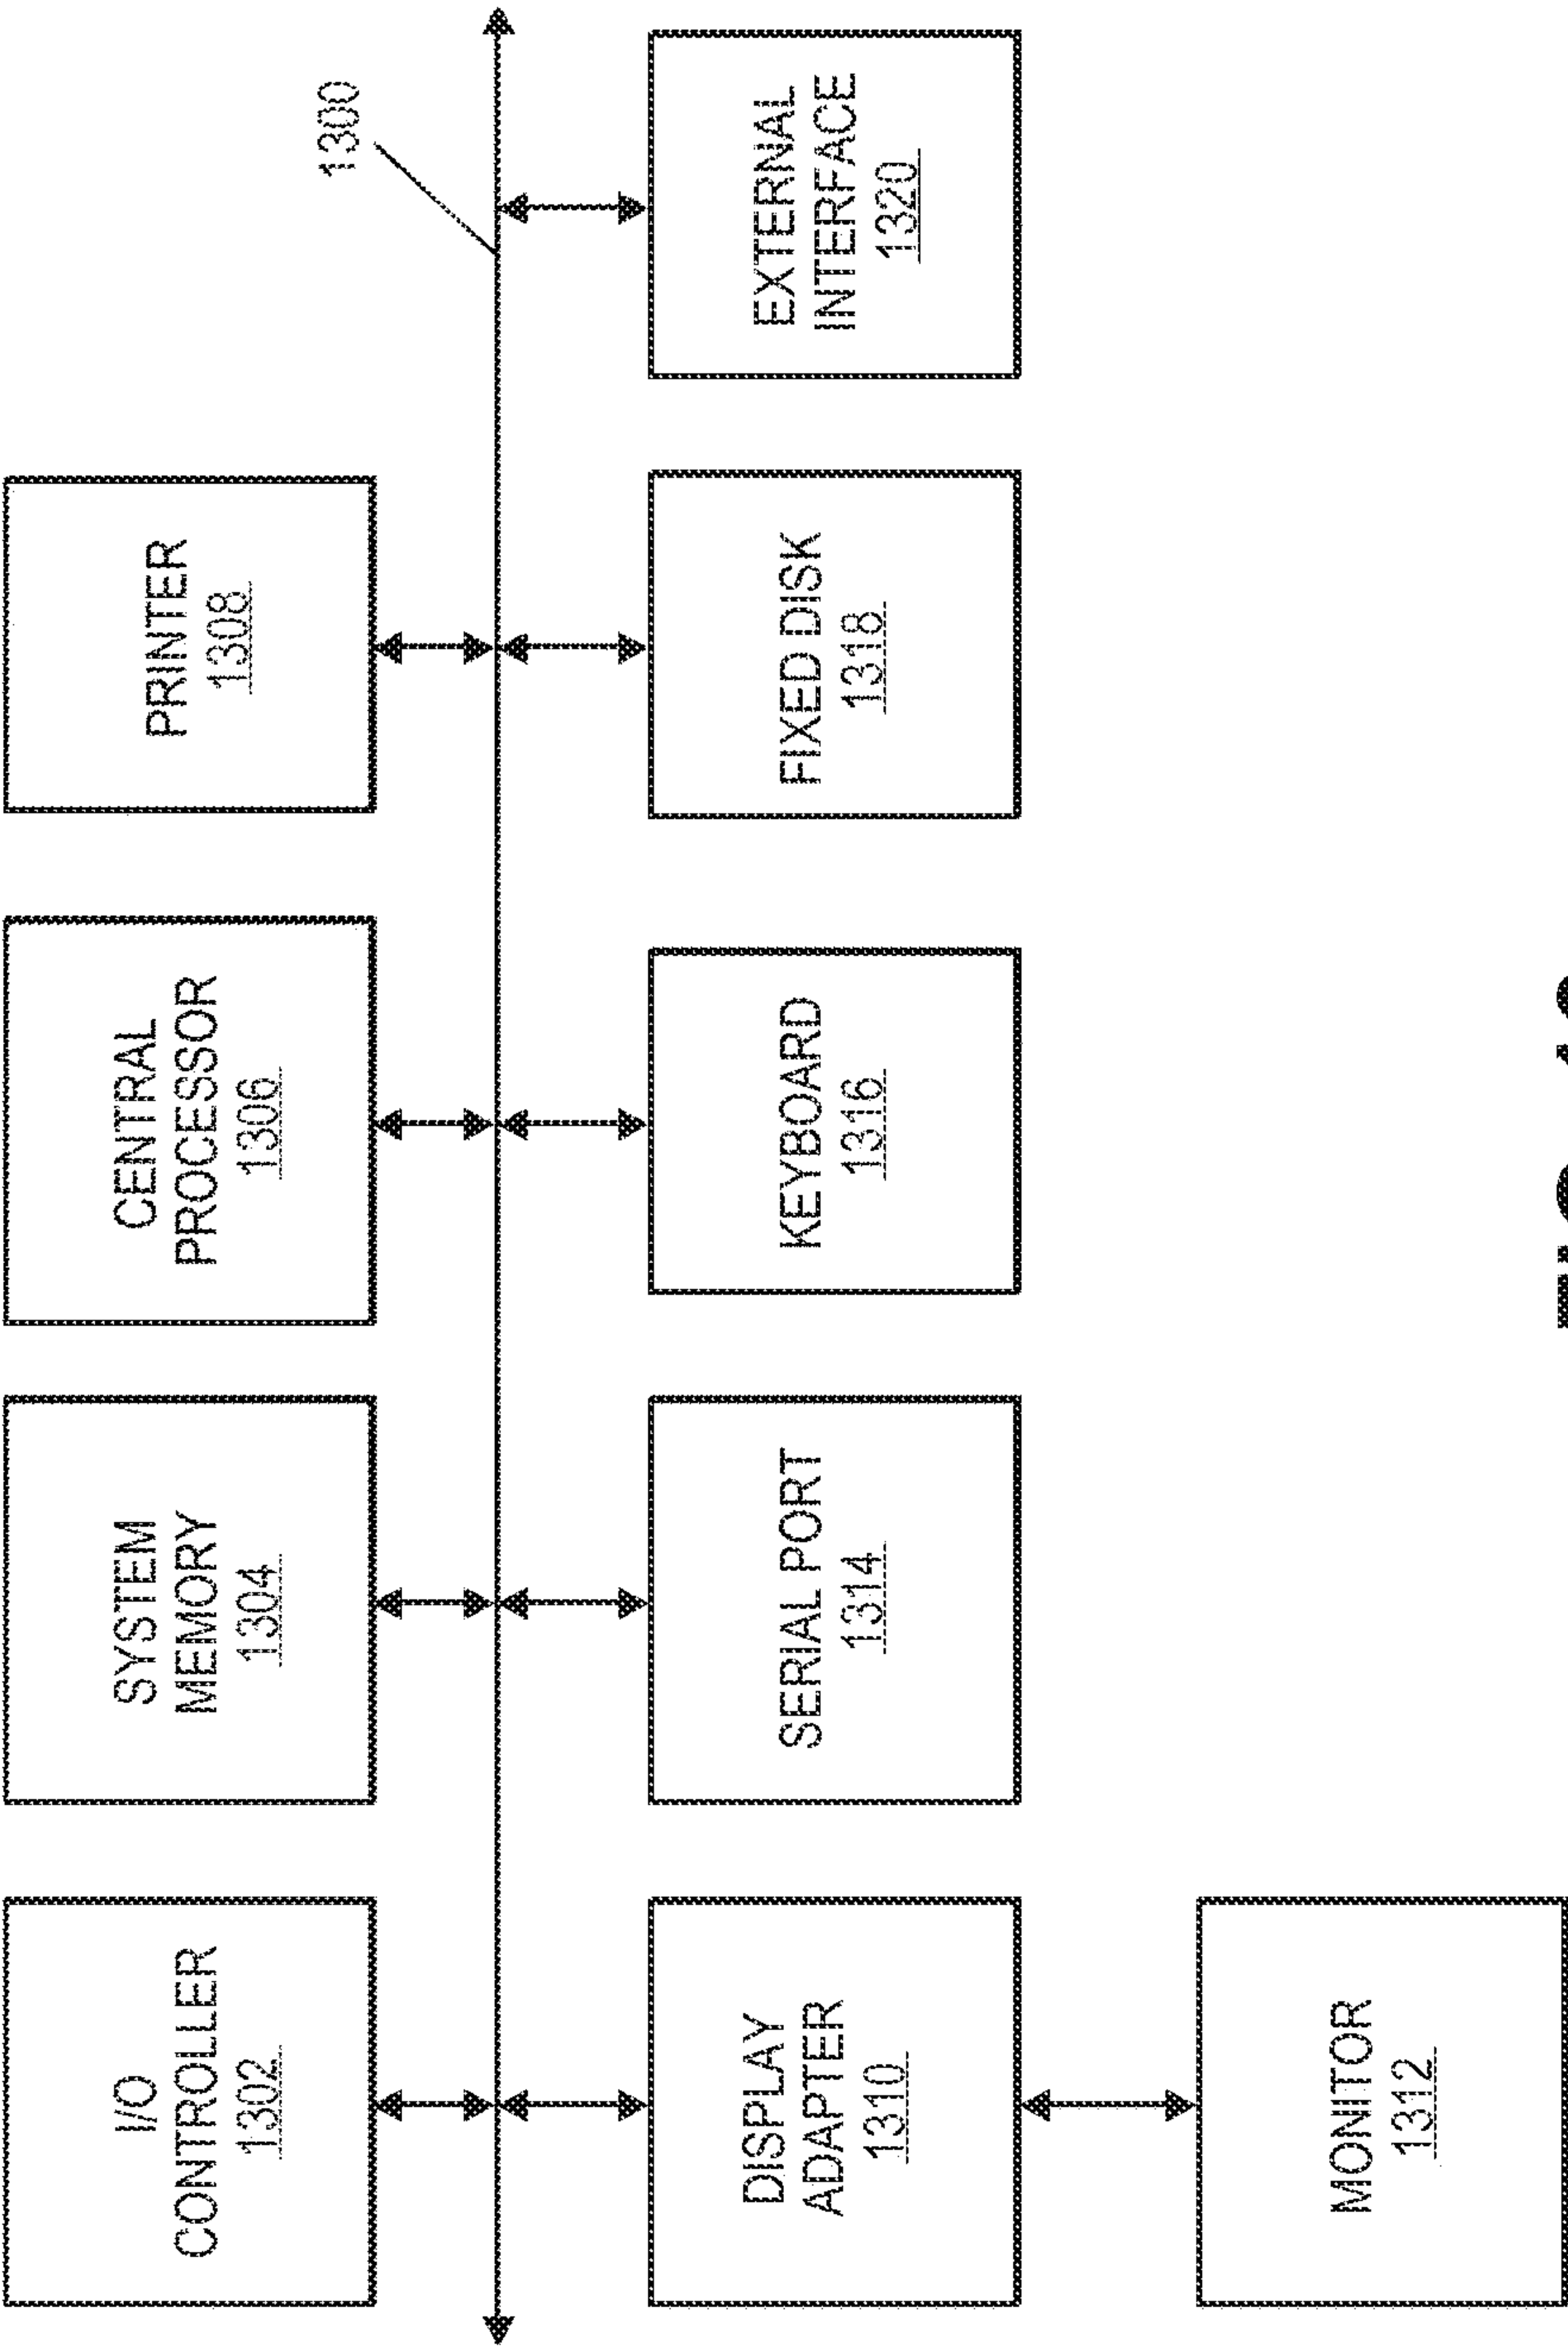 1300
I/O
CONTROLLER
1302
SYSTEM
MEMORY
1304
CENTRAL
PROCESSOR
1306
PRINTER
1308
DISPLAY
ADAPTER
1310
SERIAL PORT
1314
KEYBOARD
1316
FIXED DISK
1318
EXTERNAL
INTERFACE
1320
MONITOR
1312